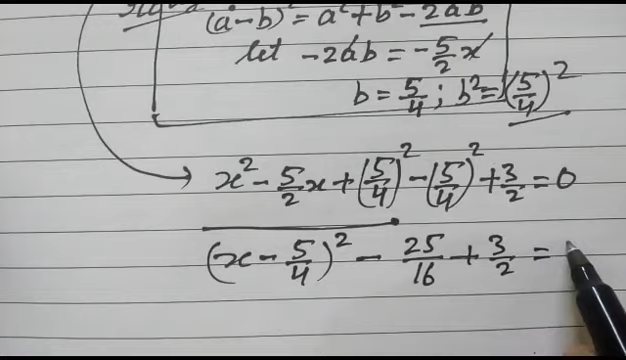 (a-b)² = a² + b² - 2ab
let -2ab = -5/2 x
b = 5/4 ; b² = (5/4)²
x² - 5/2 x + (5/4)² - (5/4)² + 3/2 = 0
(x - 5/4)² - 25/16 + 3/2 =